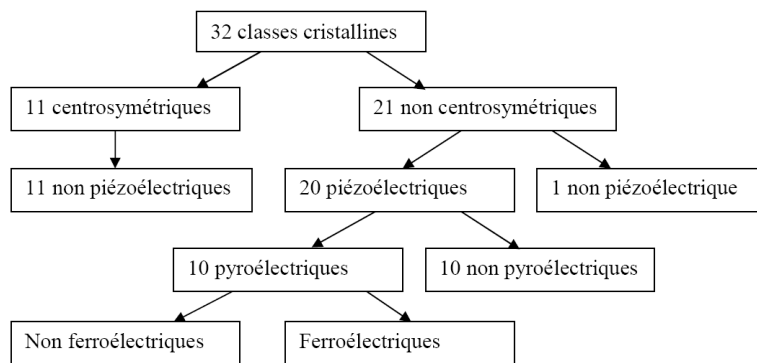 32 classes cristallines
11 centrosymétriques
21 non centrosymétriques
11 non piézoélectriques
20 piézoélectriques
1 non piézoélectrique
10 pyroélectriques
10 non pyroélectriques
Non ferroélectriques
Ferroélectriques